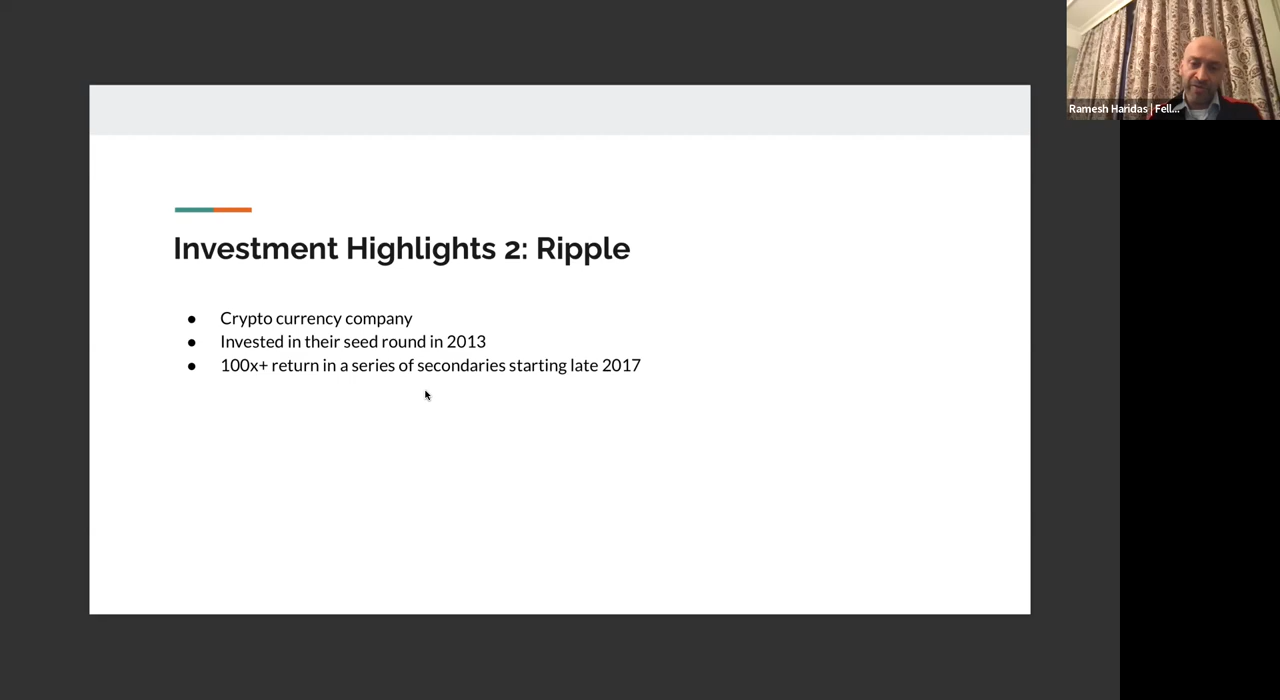 Ramesh Haridas | Fell...
Investment Highlights 2: Ripple
● Crypto currency company
● Invested in their seed round in 2013
● 100x+ return in a series of secondaries starting late 2017